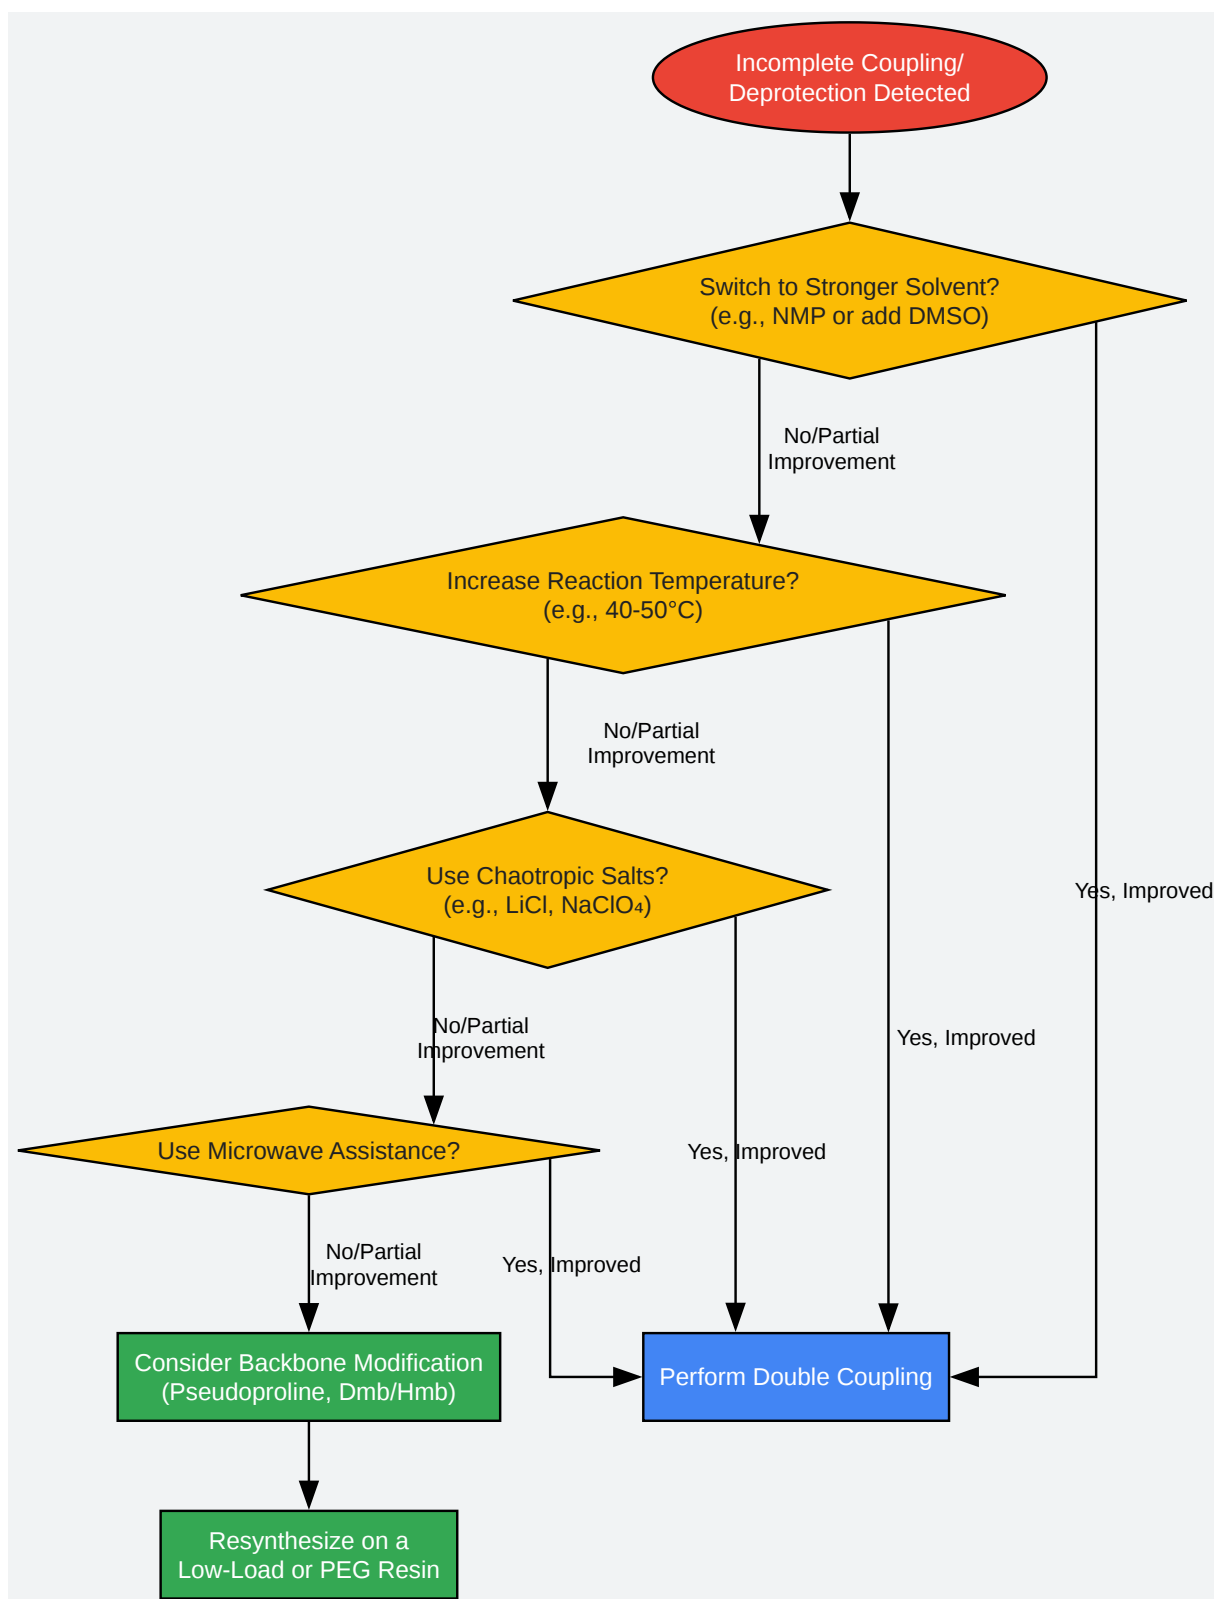 Incomplete Coupling/
Deprotection Detected
Switch to Stronger Solvent?
(e.g., NMP or add DMSO)
No/Partial
Improvement
Increase Reaction Temperature?
(e.g., 40-50°C)
No/Partial
Improvement
Use Chaotropic Salts?
(e.g., LiCl, NaClO₄)
Yes, Improved
No/Partial
Improvement
Yes, Improved
Use Microwave Assistance?
Yes, Improved
No/Partial
Improvement
Yes, Improved
Consider Backbone Modification
(Pseudoproline, Dmb/Hmb)
Perform Double Coupling
Resynthesize on a
Low-Load or PEG Resin